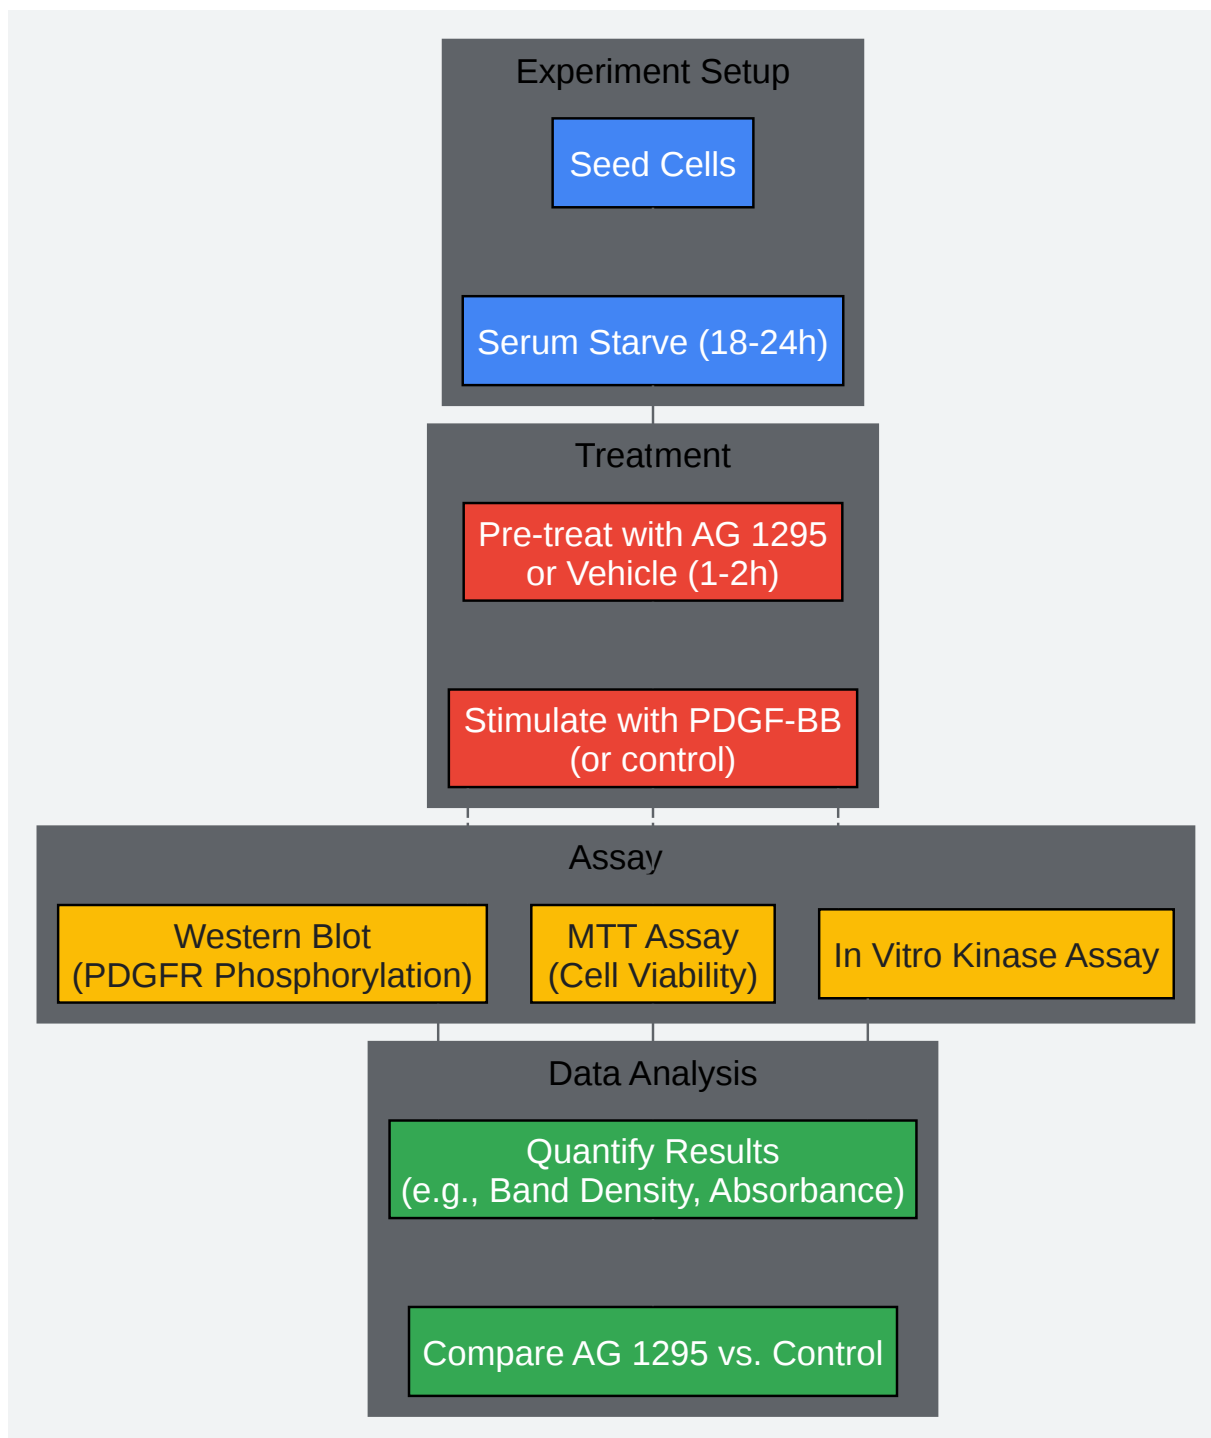 Experiment Setup
Seed Cells
Serum Starve (18-24h)
Treatment
Pre-treat with AG 1295
or Vehicle (1-2h)
Stimulate with PDGF-BB
(or control)
Assay
Western Blot
(PDGFR Phosphorylation)
MTT Assay
(Cell Viability)
In Vitro Kinase Assay
Data Analysis
Quantify Results
(e.g., Band Density, Absorbance)
Compare AG 1295 vs. Control